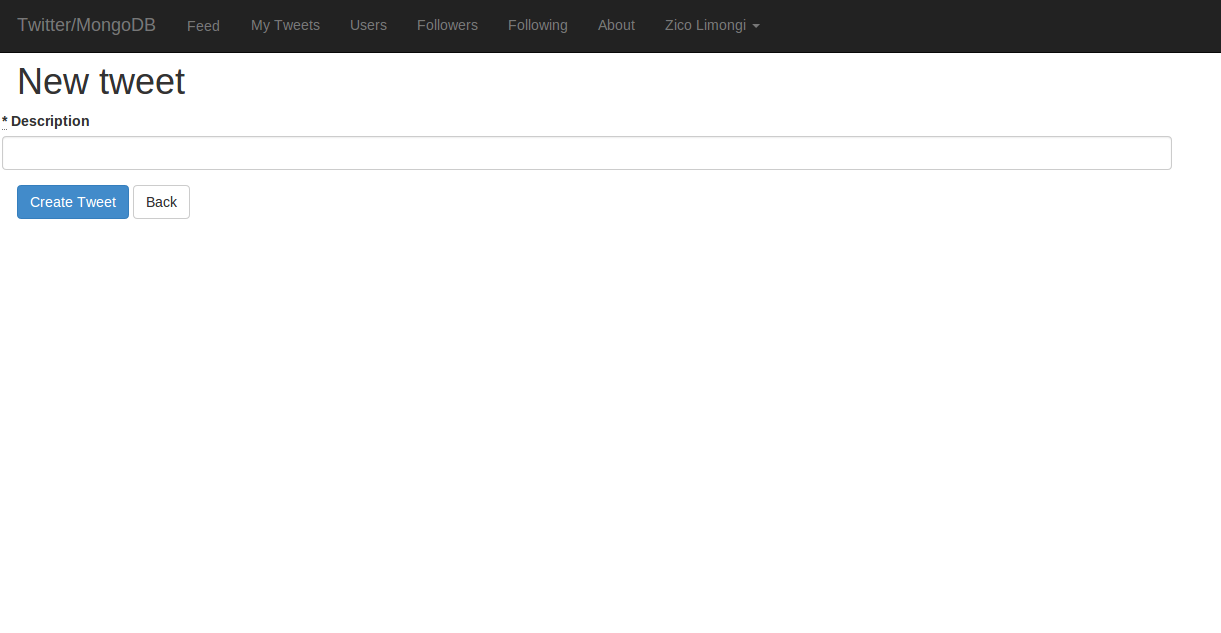 Twitter/MongoDB Feed My Tweets Users Followers Following About Zico Limongi
New tweet
* Description
Create Tweet Back